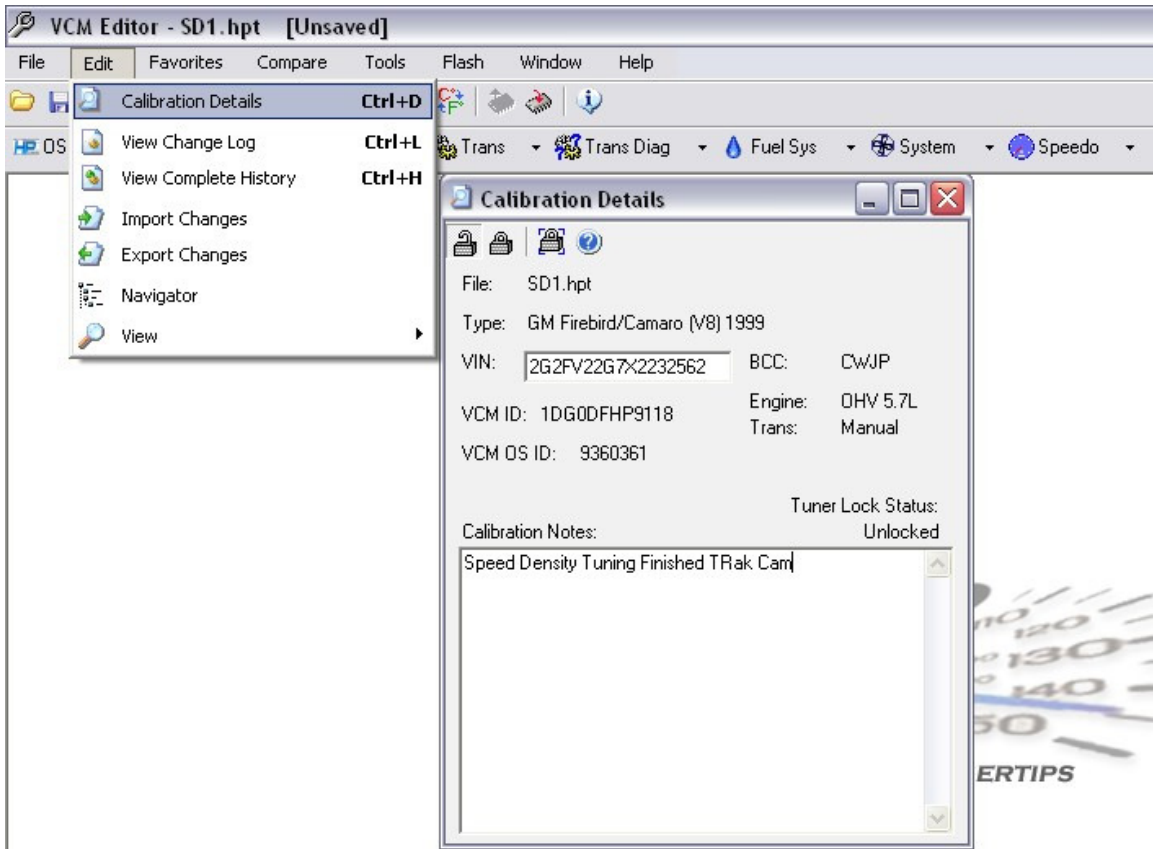 VCM Editor - SD1.hpt [Unsaved]
File Edit Favorites Compare Tools Flash Window Help
Calibration Details Ctrl+D
View Change Log Ctrl+L
View Complete History Ctrl+H
Import Changes
Export Changes
Navigator
View
HP OS Trans Trans Diag Fuel Sys System Speedo
Calibration Details
File: SD1.hpt
Type: GM Firebird/Camaro (V8) 1999
VIN: 2G2FV22G7X2232562 BCC: CWJP
VCM ID: 1DG0DFHP9118 Engine: OHV 5.7L
Trans: Manual
VCM OS ID: 9360361
Tuner Lock Status:
Calibration Notes: Unlocked
Speed Density Tuning Finished TRak Cam
110
120
130
140
50
ERTIPS